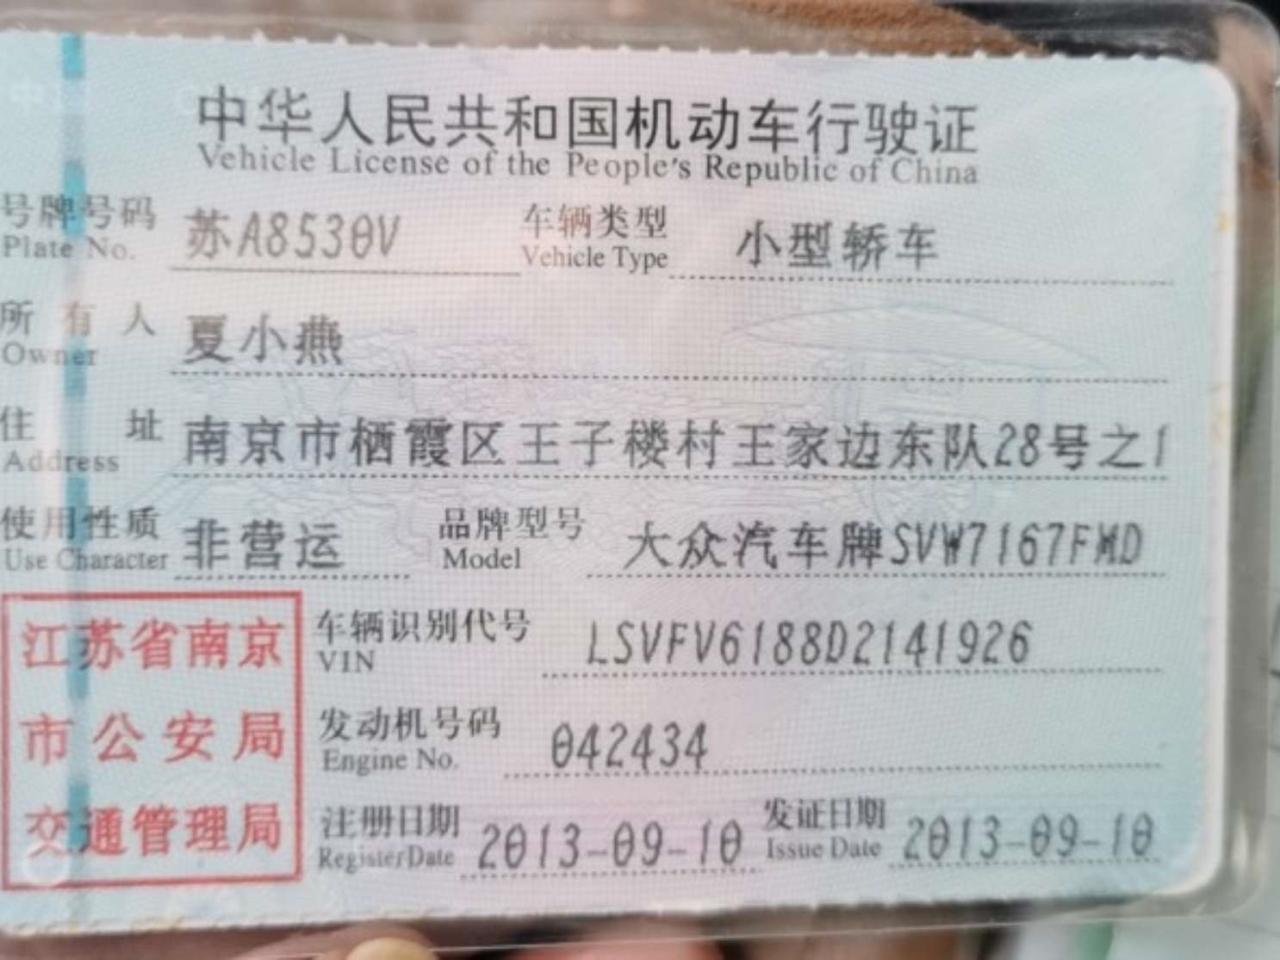 中华人民共和国机动车行驶证
Vehicle License of the People's Republic of China
号牌号码 苏A8530V 车辆类型 小型轿车
Plate No. Vehicle Type
所有人 夏小燕
Owner
住址 南京市栖霞区王子楼村王家边东队28号之1
Address
使用性质 非营运 品牌型号 大众汽车牌SVW7167FMD
Use Character Model
江苏省南京
市公安局
交通管理局
车辆识别代号 LSVFV6188D2141926
VIN
发动机号码 042434
Engine No.
注册日期 2013-09-10 发证日期 2013-09-10
Register Date Issue Date